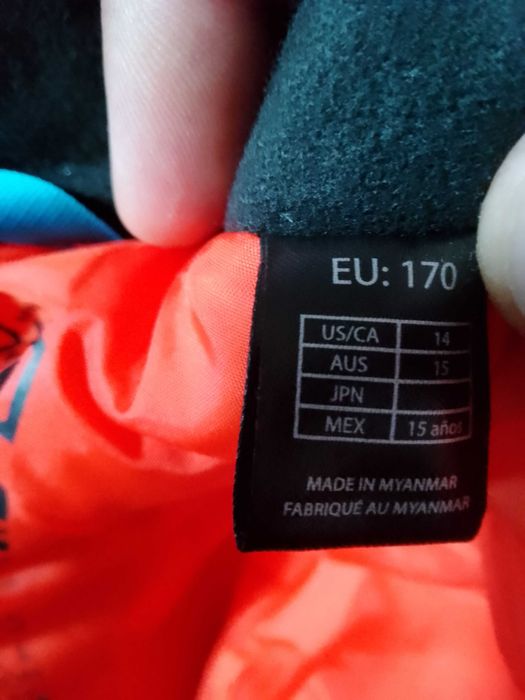 EU: 170
US/CA 14
AUS 15
JPN
MEX 15 años
MADE IN MYANMAR
FABRIQUÉ AU MYANMAR